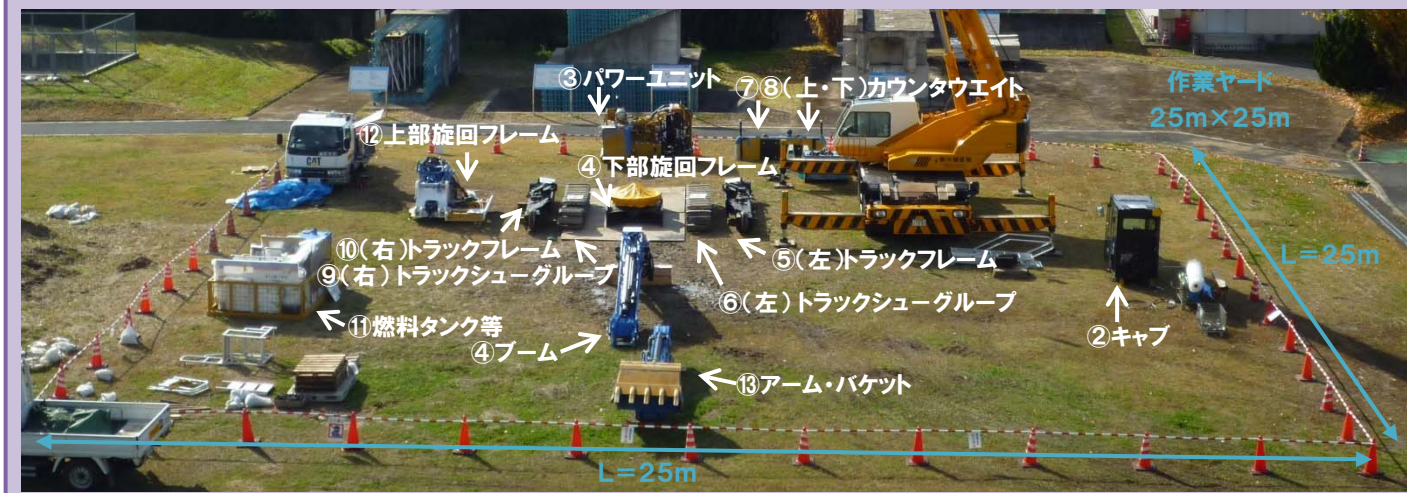 ③パワーユニット
⑦⑧(上・下)カウンタウエイト
作業ヤード
25m×25m
⑫上部旋回フレーム
④下部旋回フレーム
⑩(右)トラックフレーム
⑨(右)トラックシューグループ
⑤(左)トラックフレーム
⑥(左)トラックシューグループ
L=25m
⑪燃料タンク等
④ブーム
②キャブ
⑬アーム・バケット
L=25m
CAT